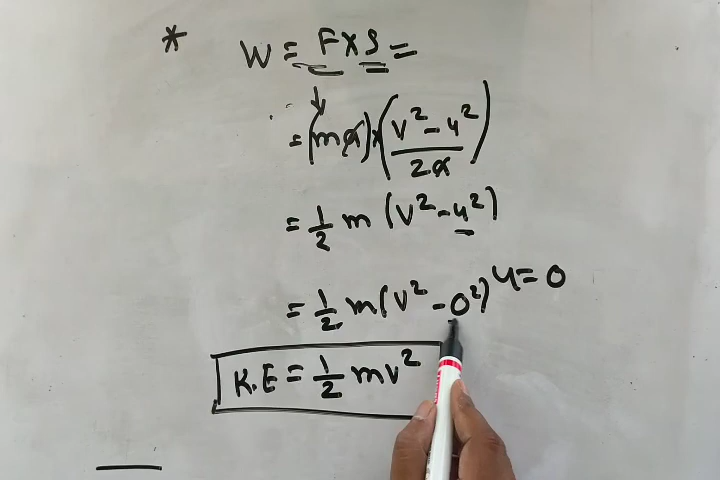 * W = F x S =
= (ma) x (v² - u² / 2a)
= 1/2 m (v² - u²)
= 1/2 m (v² - 0²) u = 0
K.E = 1/2 mv²